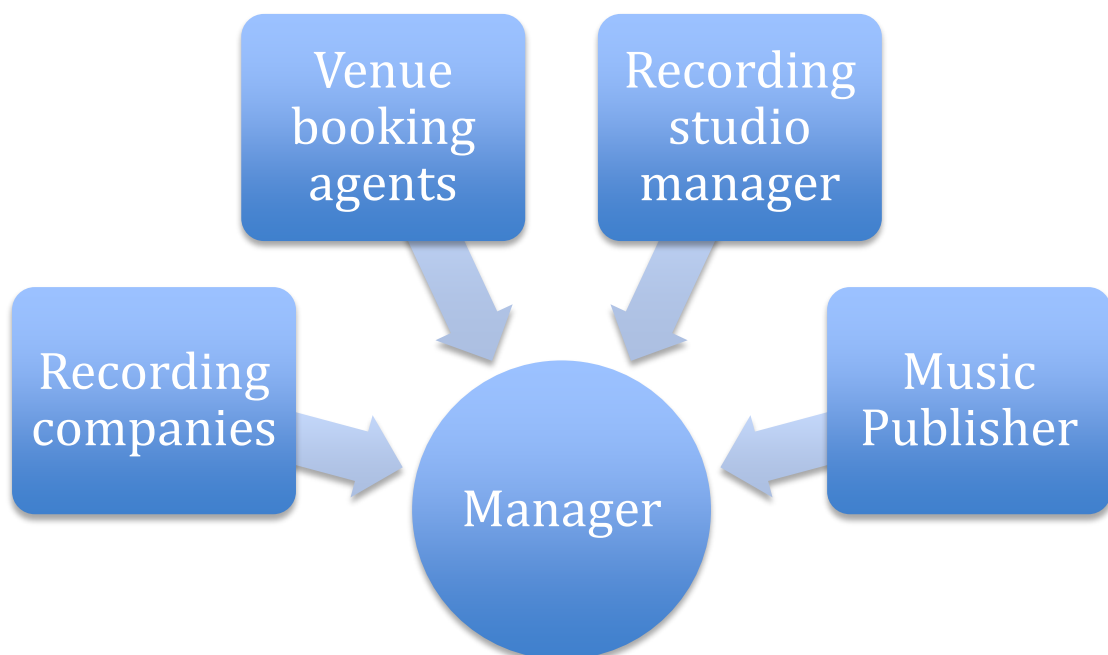 Venue
booking
agents
Recording
studio
manager
Recording
companies
Music
Publisher
Manager